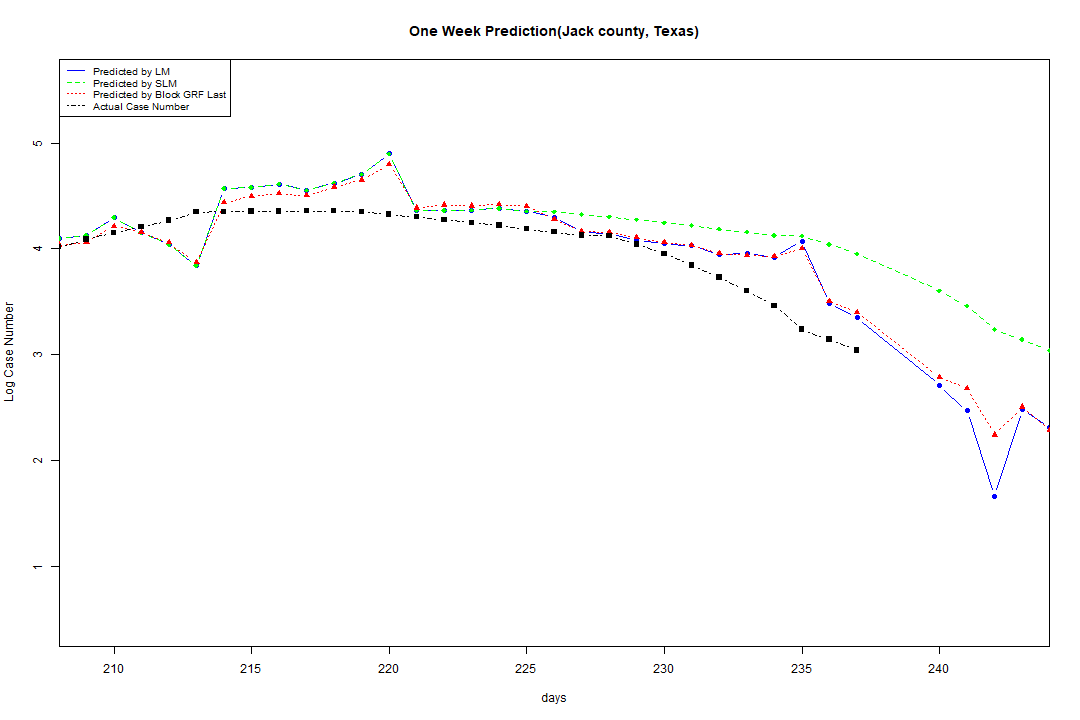 One Week Prediction(Jack county, Texas)
Predicted by LM
Predicted by SLM
Predicted by Block GRF Last
Actual Case Number
5
4
3
2
1
Log Case Number
210 215 220 225 230 235 240
days